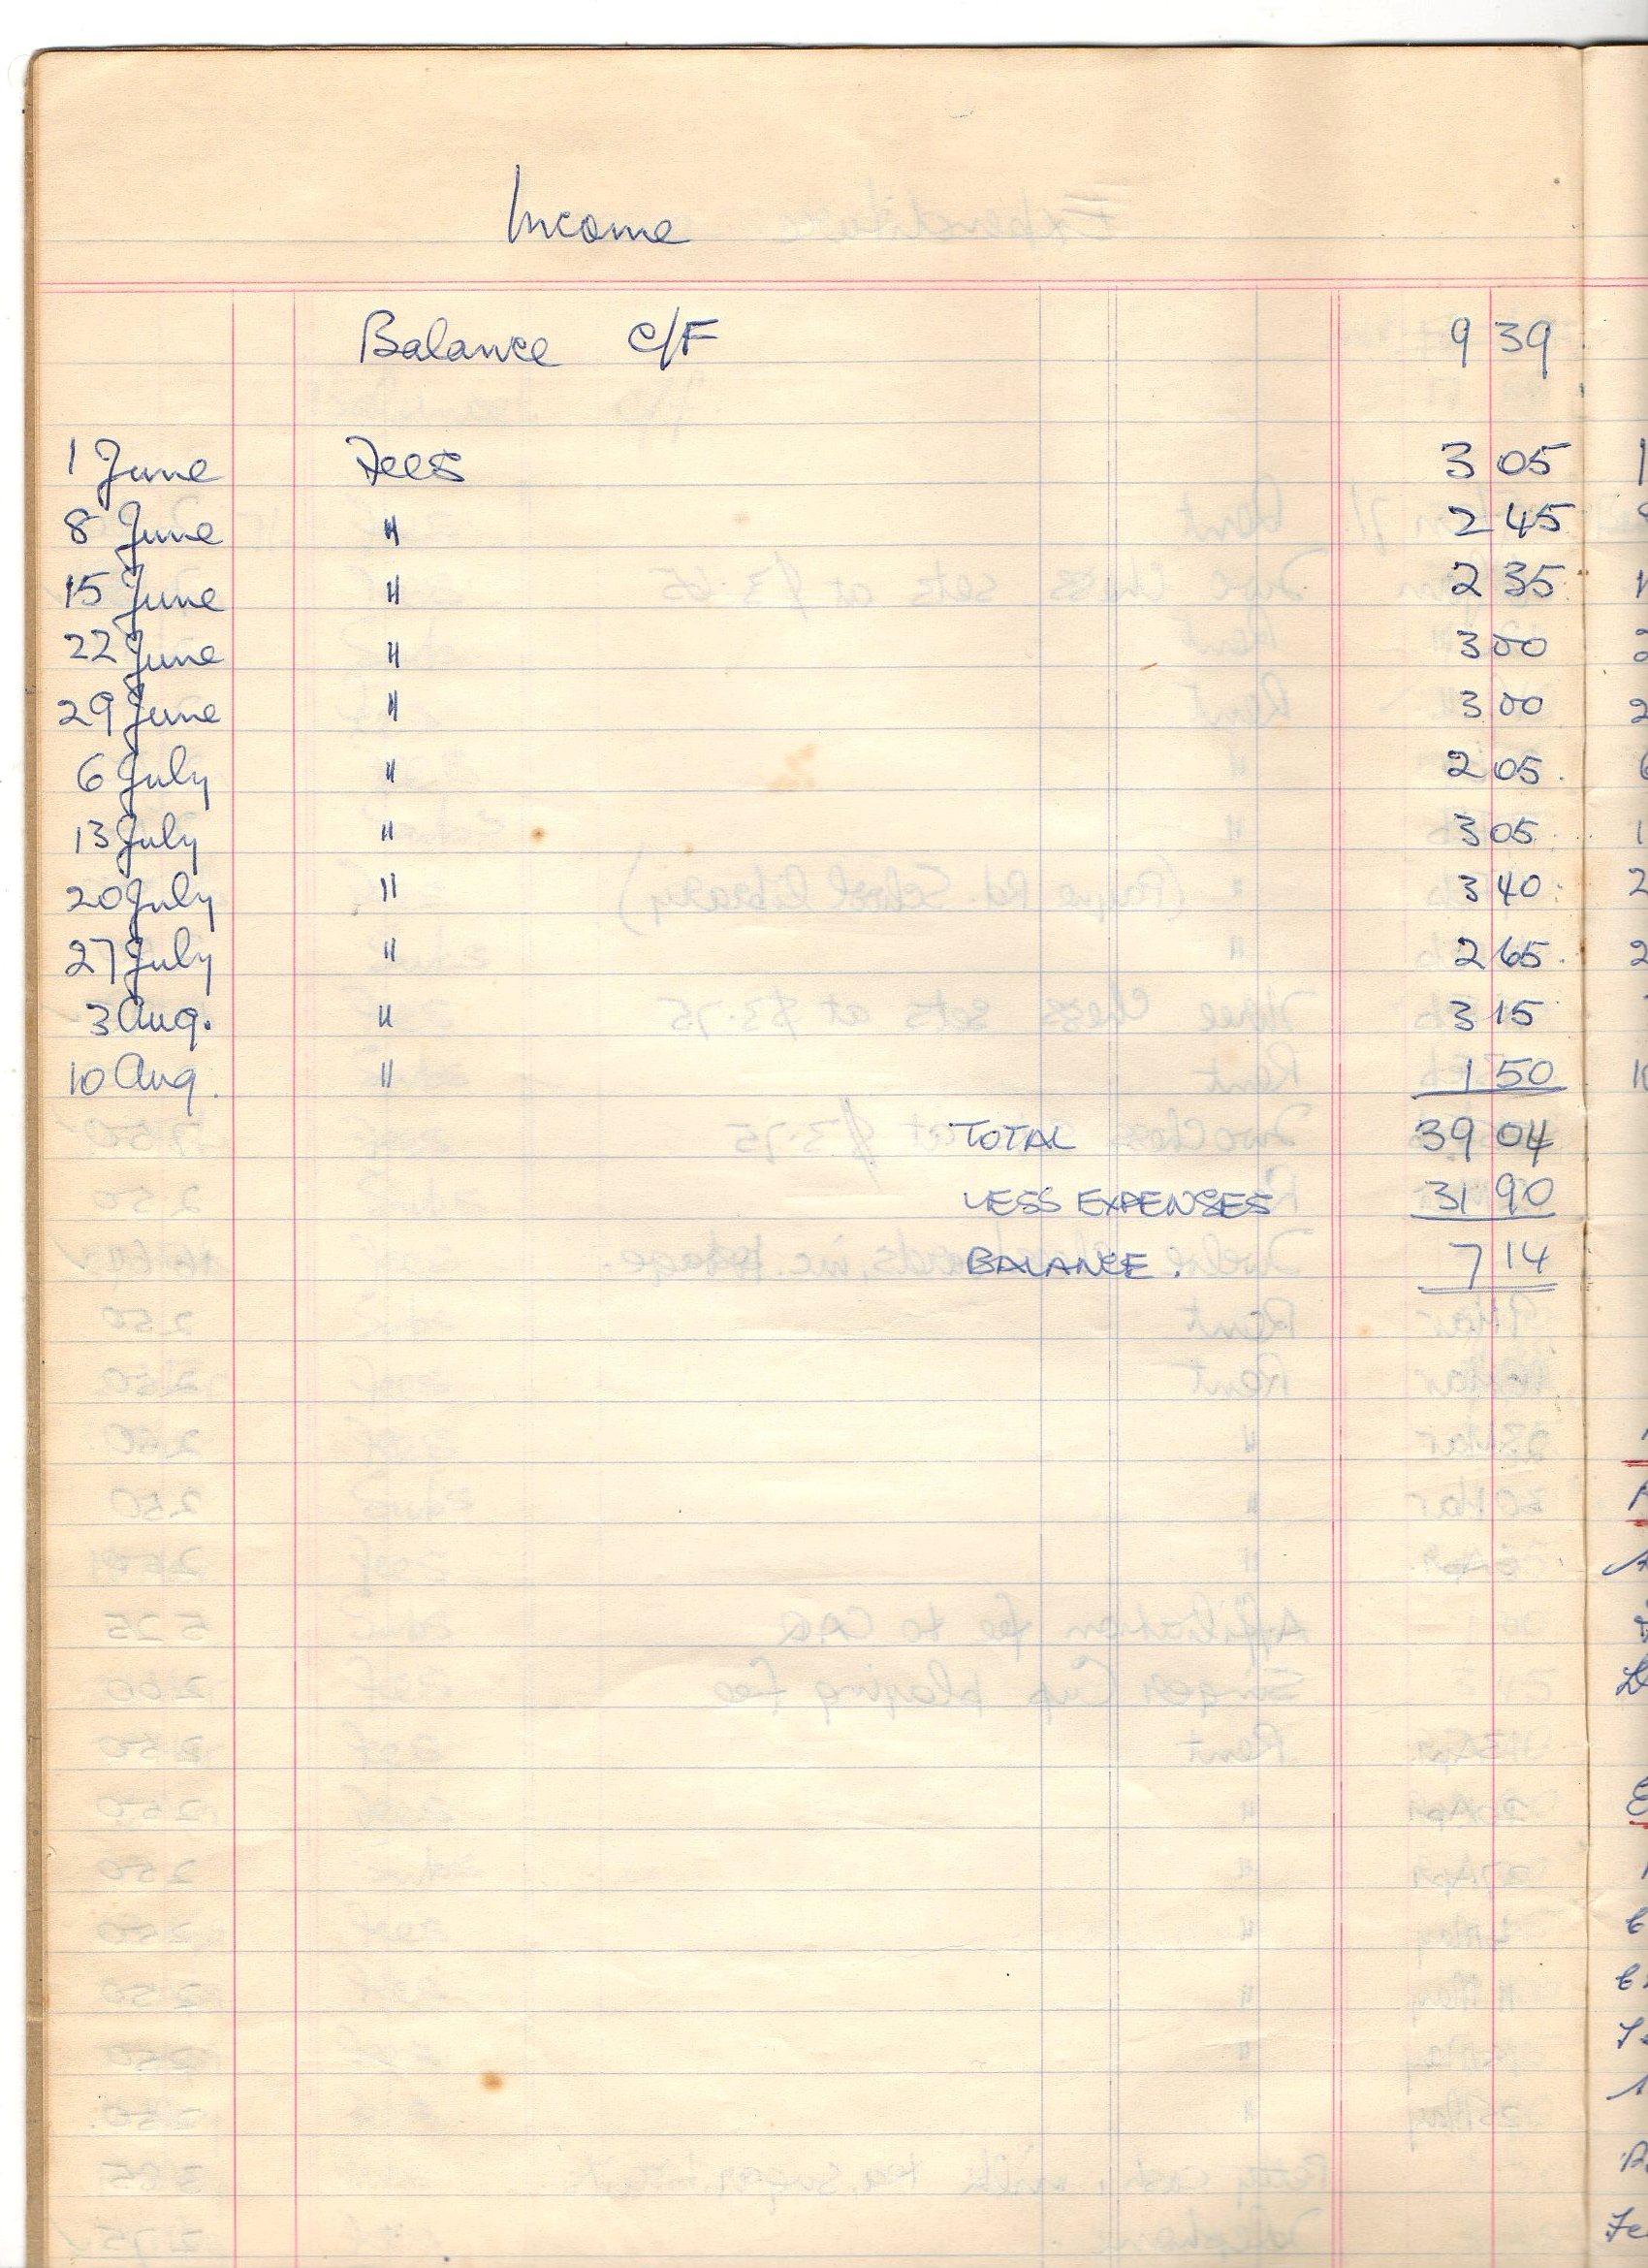 Income
Balance C/F 9 39
1 June Fees 3 05
8 June " 2 45
15 June " 2 35
22 June " 3 00
29 June " 3 00
6 July " 2 05
13 July " 3 05
20 July " 3 40
27 July " 2 65
3 Aug. " 3 15
10 Aug. " 1 50
TOTAL 39 04
LESS EXPENSES 31 90
BALANCE. 7 14